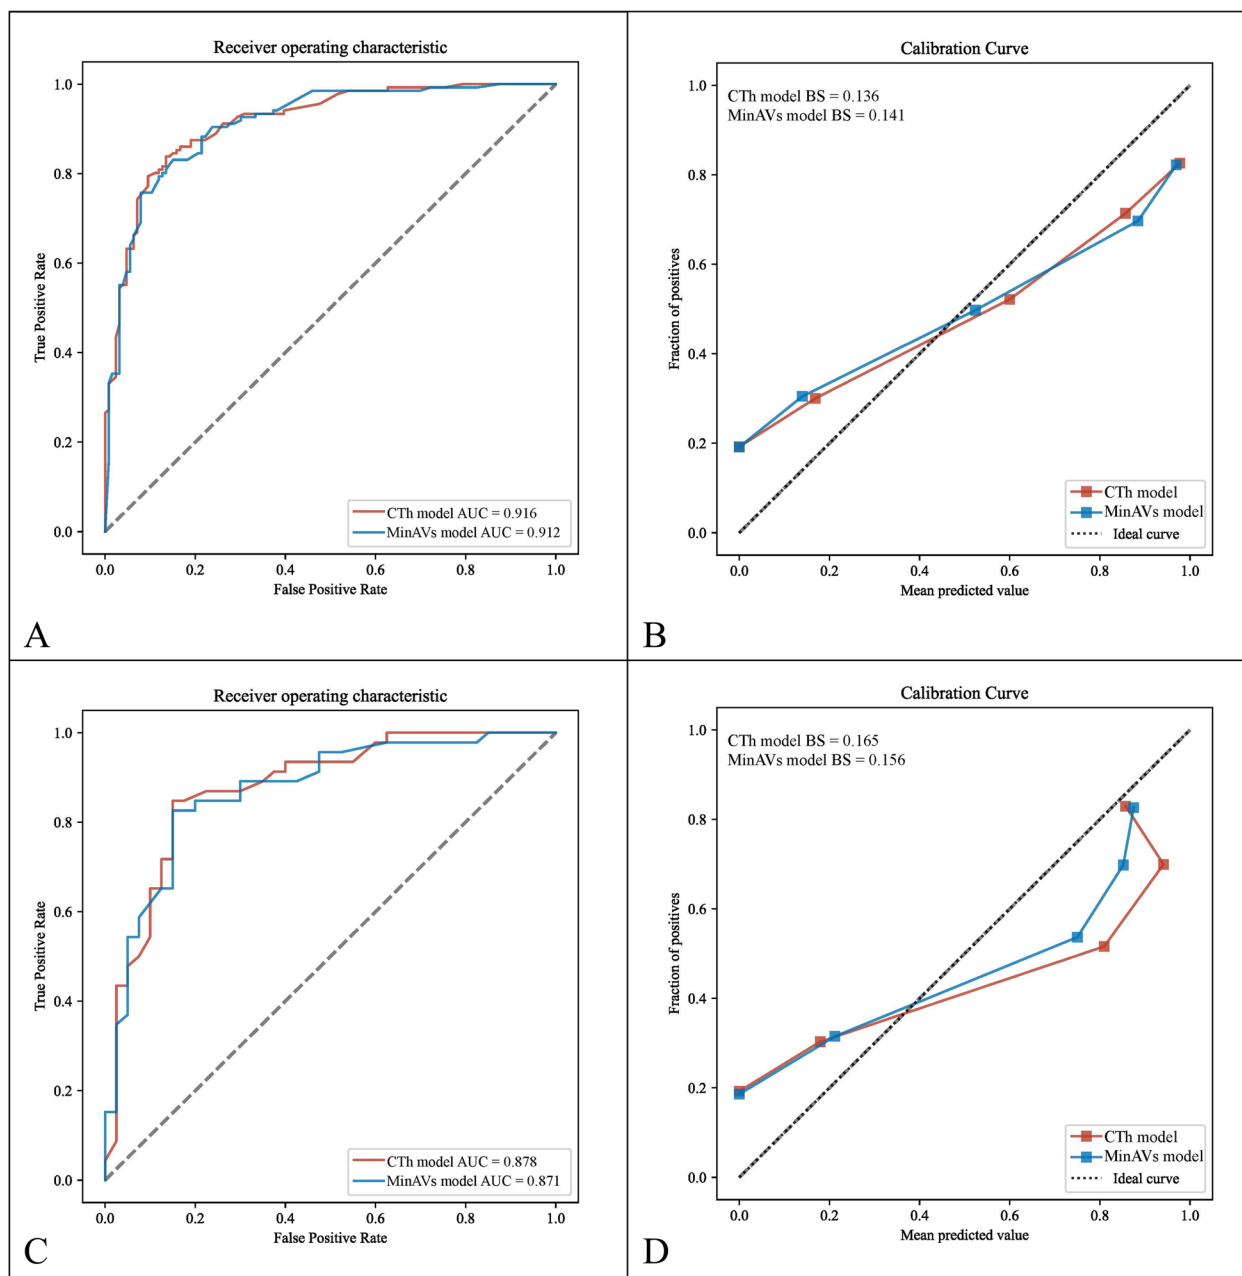 Receiver operating characteristic
True Positive Rate
1.0
0.8
0.6
0.4
0.2
0.0
CTh model AUC = 0.916
MinAVs model AUC = 0.912
0.0 0.2 0.4 0.6 0.8 1.0
False Positive Rate
A
Calibration Curve
CTh model BS = 0.136
MinAVs model BS = 0.141
Fraction of positives
1.0
0.8
0.6
0.4
0.2
0.0
CTh model
MinAVs model
Ideal curve
0.0 0.2 0.4 0.6 0.8 1.0
Mean predicted value
B
Receiver operating characteristic
True Positive Rate
1.0
0.8
0.6
0.4
0.2
0.0
CTh model AUC = 0.878
MinAVs model AUC = 0.871
0.0 0.2 0.4 0.6 0.8 1.0
False Positive Rate
C
Calibration Curve
CTh model BS = 0.165
MinAVs model BS = 0.156
Fraction of positives
1.0
0.8
0.6
0.4
0.2
0.0
CTh model
MinAVs model
Ideal curve
0.0 0.2 0.4 0.6 0.8 1.0
Mean predicted value
D